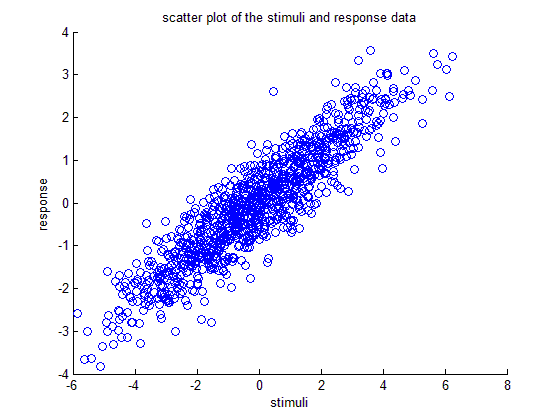 scatter plot of the stimuli and response data
4
3
2
1
0
-1
-2
-3
-4
response
-6 -4 -2 0 2 4 6 8
stimuli